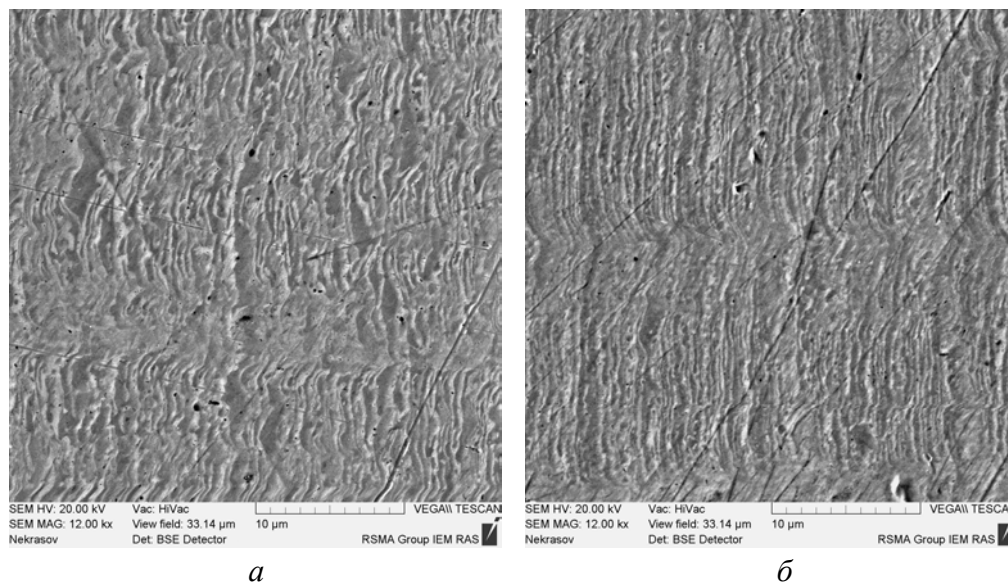 SEM HV: 20.00 kV Vac: HiVac VEGA\\ TESCAN
SEM MAG: 12.00 kx View field: 33.14 µm 10 µm
Nekrasov Det: BSE Detector RSMA Group IEM RAS
SEM HV: 20.00 kV Vac: HiVac VEGA\\ TESCAN
SEM MAG: 12.00 kx View field: 33.14 µm 10 µm
Nekrasov Det: BSE Detector RSMA Group IEM RAS
а б